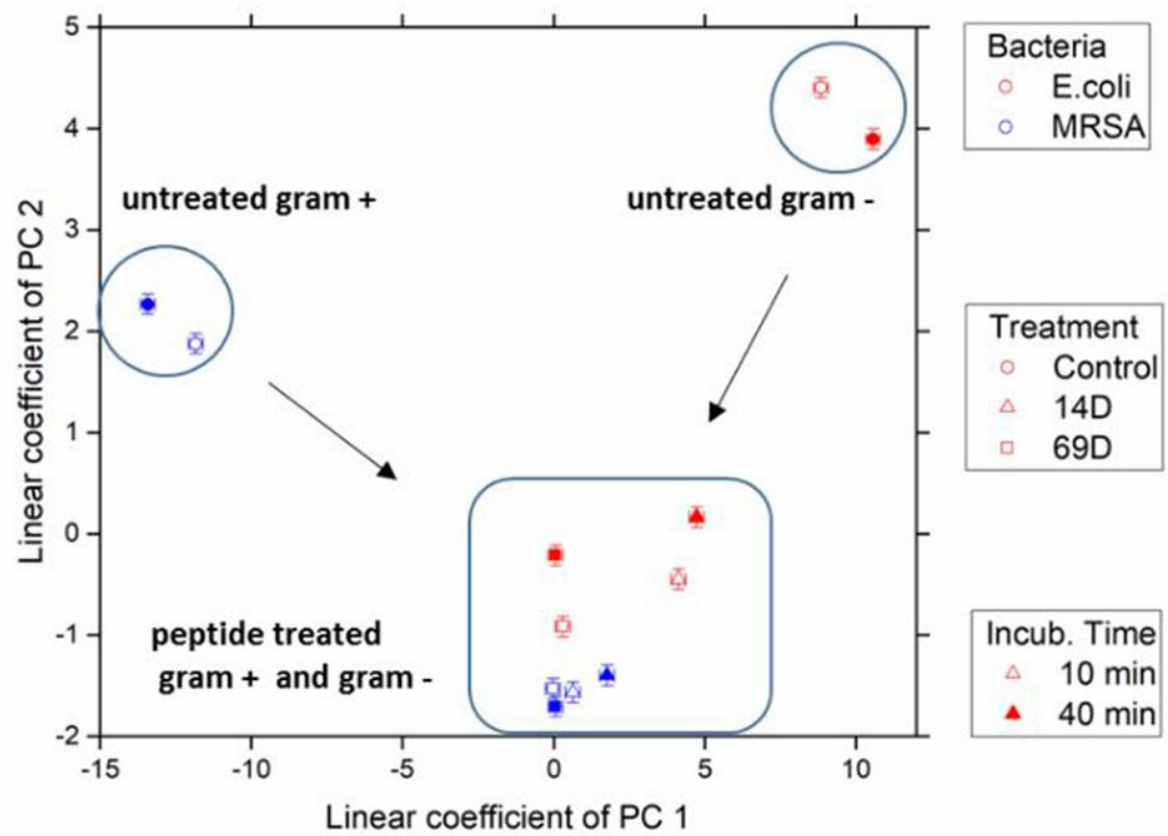 5
4
3
2
1
0
-1
-2
Linear coefficient of PC 2
untreated gram +
untreated gram -
peptide treated
gram + and gram -
-15
-10
-5
0
5
10
Linear coefficient of PC 1
Bacteria
E.coli
MRSA
Treatment
Control
14D
69D
Incub. Time
10 min
40 min